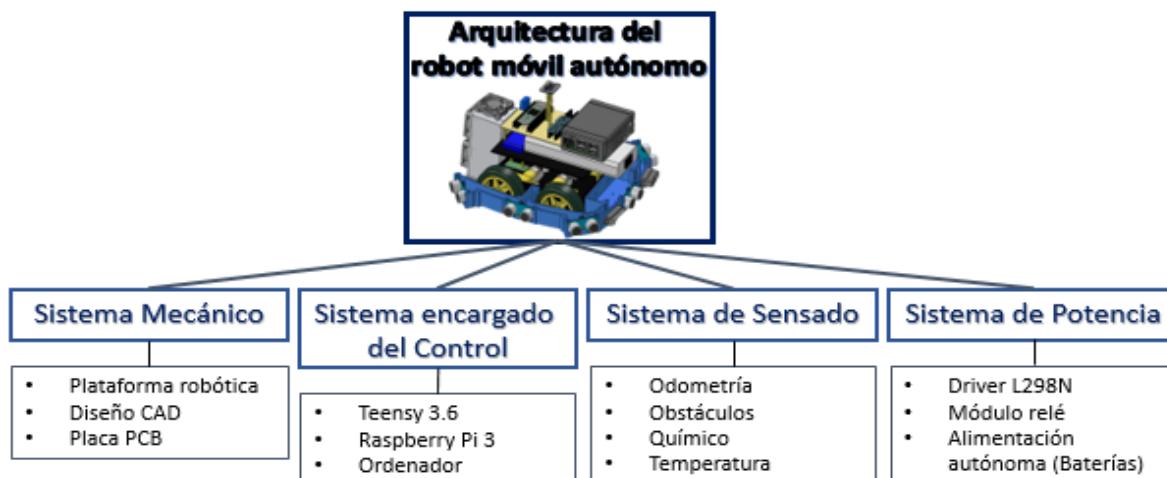 Arquitectura del
robot móvil autónomo
Sistema Mecánico
• Plataforma robótica
• Diseño CAD
• Placa PCB
Sistema encargado
del Control
• Teensy 3.6
• Raspberry Pi 3
• Ordenador
Sistema de Sensado
• Odometría
• Obstáculos
• Químico
• Temperatura
Sistema de Potencia
• Driver L298N
• Módulo relé
• Alimentación
autónoma (Baterías)